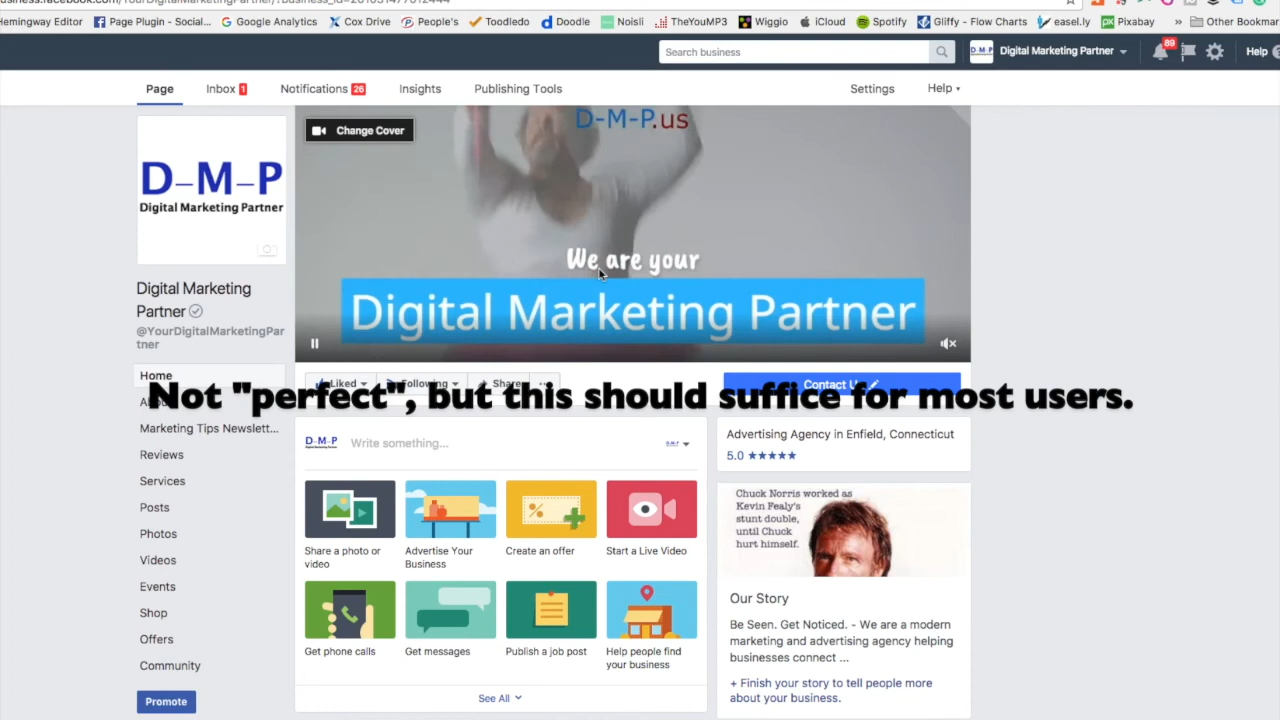 Hemingway Editor
Page Plugin - Social...
Google Analytics
Cox Drive
People's
Toodledo
Doodle
Noisli
TheYouMP3
Wiggio
iCloud
Spotify
Gliffy - Flow Charts
easel.ly
Pixabay
»
Search business
D-M-P
Digital Marketing Partner
89
Help
Page
Inbox 1
Notifications 26
Insights
Publishing Tools
Settings
Help
Change Cover
D-M-P.us
We are your
Digital Marketing Partner
D-M-P
Digital Marketing Partner
Digital Marketing
Partner
@YourDigitalMarketingPar
tner
Liked
Following
Share
...
Home
Not "perfect", but this should suffice for most users.
Marketing Tips Newslett...
Reviews
Services
Posts
Photos
Videos
Events
Shop
Offers
Community
Promote
D-M-P
Write something...
Share a photo or
video
Advertise Your
Business
Create an offer
Start a Live Video
Get phone calls
Get messages
Publish a job post
Help people find
your business
See All
Advertising Agency in Enfield, Connecticut
5.0 ★★★★★
Chuck Norris worked as
Kevin Fealy's
stunt double,
until Chuck
hurt himself.
Our Story
Be Seen. Get Noticed. - We are a modern
marketing and advertising agency helping
businesses connect ...
+ Finish your story to tell people more
about your business.